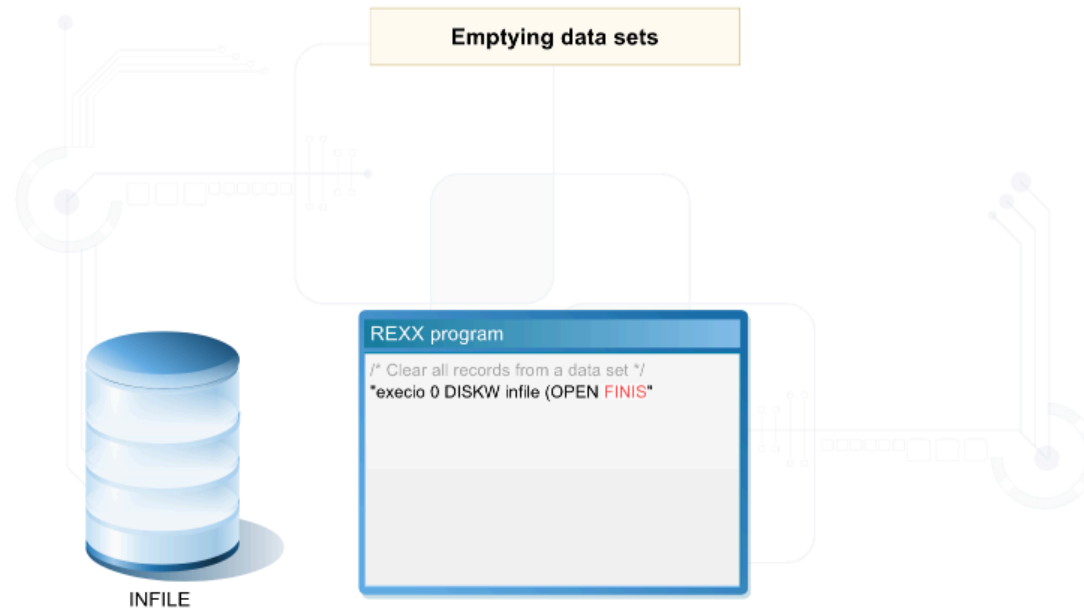 Emptying data sets
REXX program
/* Clear all records from a data set */
"execio 0 DISKW infile (OPEN FINIS"
INFILE